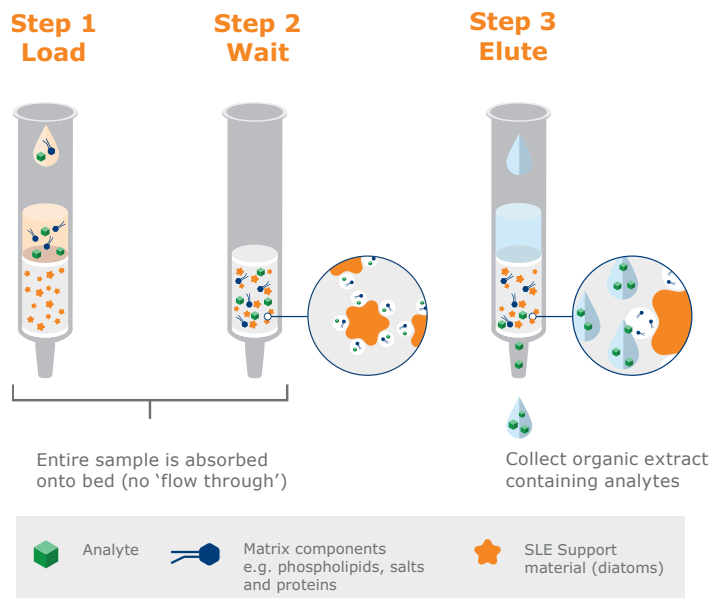 Step 1
Load
Step 2
Wait
Step 3
Elute
Entire sample is absorbed
onto bed (no ‘flow through’)
Collect organic extract
containing analytes
Analyte
Matrix components
e.g. phospholipids, salts
and proteins
SLE Support
material (diatoms)